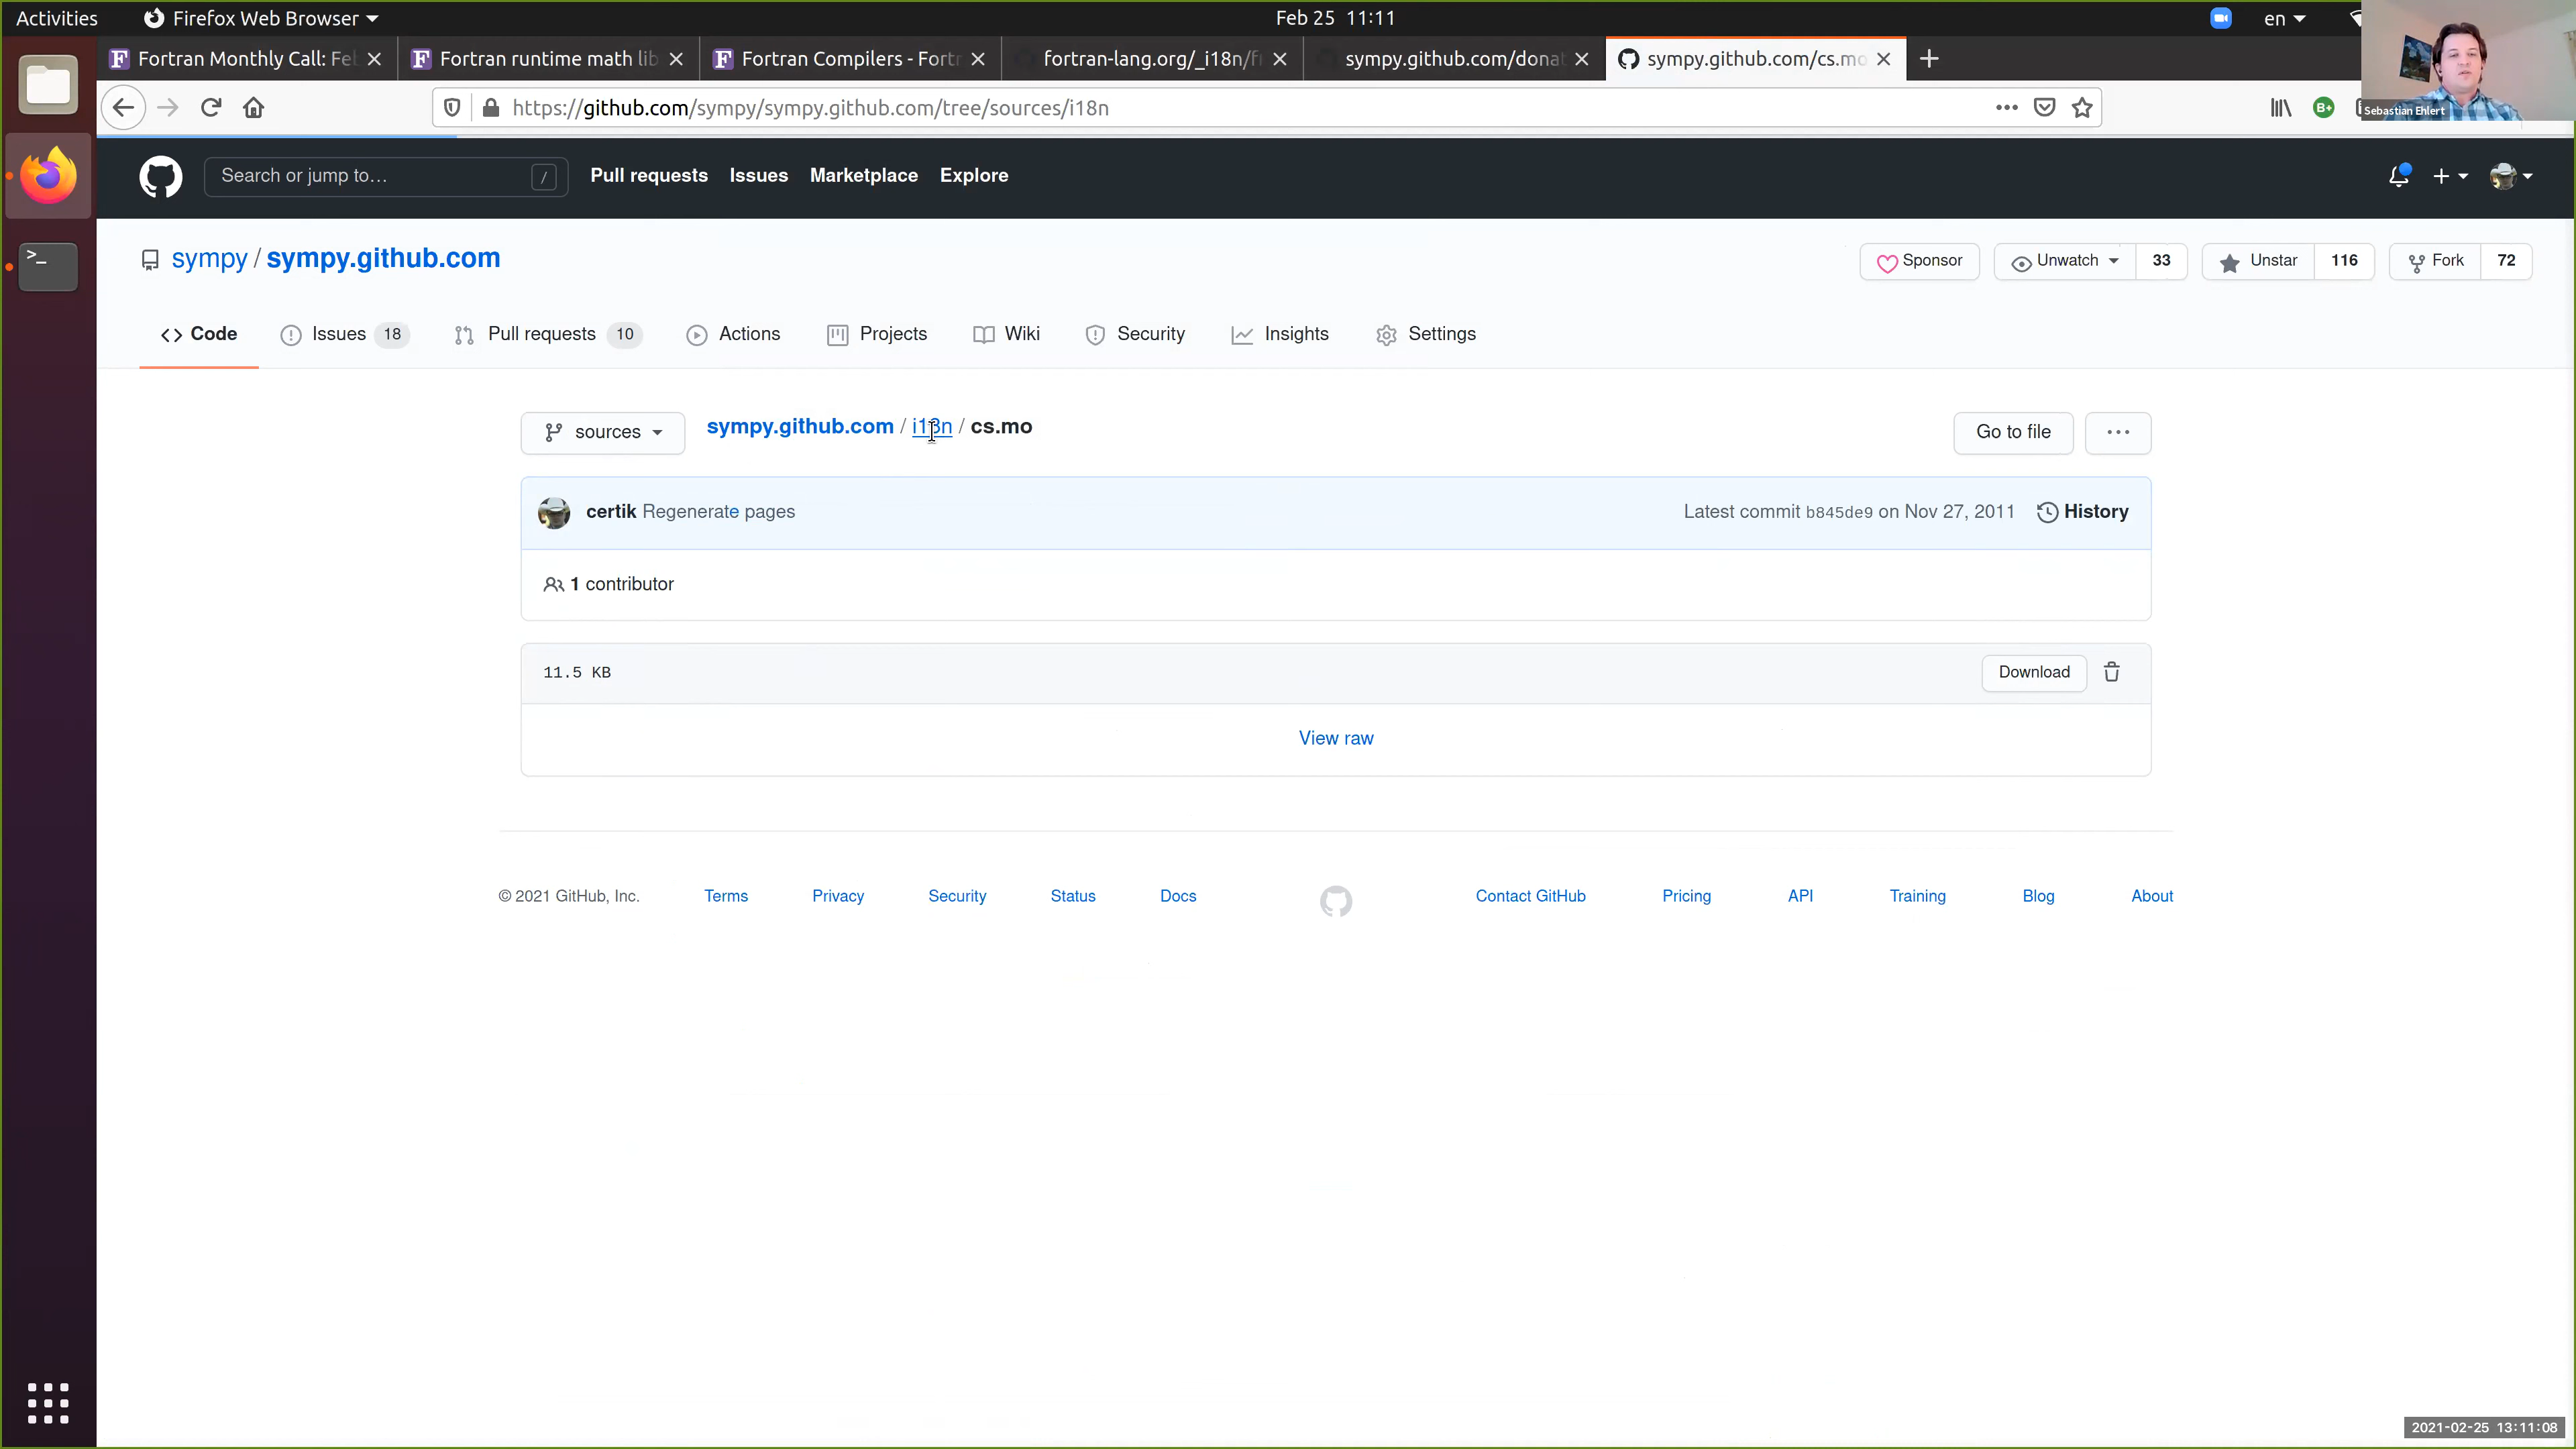 Activities Firefox Web Browser Feb 25 11:11 en
Fortran Monthly Call: Fe Fortran runtime math lib Fortran Compilers - Fortr fortran-lang.org/_i18n/f sympy.github.com/donat sympy.github.com/cs.mo
https://github.com/sympy/sympy.github.com/tree/sources/i18n
B+
Sebastian Ehlert
Search or jump to… / Pull requests Issues Marketplace Explore
sympy / sympy.github.com Sponsor Unwatch 33 Unstar 116 Fork 72
Code Issues 18 Pull requests 10 Actions Projects Wiki Security Insights Settings
sources sympy.github.com / i18n / cs.mo Go to file
certik Regenerate pages Latest commit b845de9 on Nov 27, 2011 History
1 contributor
11.5 KB Download
View raw
© 2021 GitHub, Inc. Terms Privacy Security Status Docs Contact GitHub Pricing API Training Blog About
2021-02-25 13:11:08